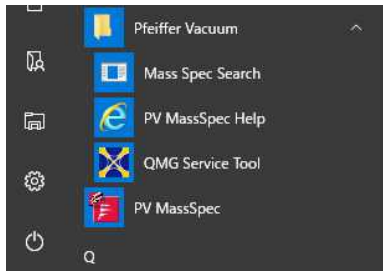 Pfeiffer Vacuum
Mass Spec Search
PV MassSpec Help
QMG Service Tool
PV MassSpec
Q